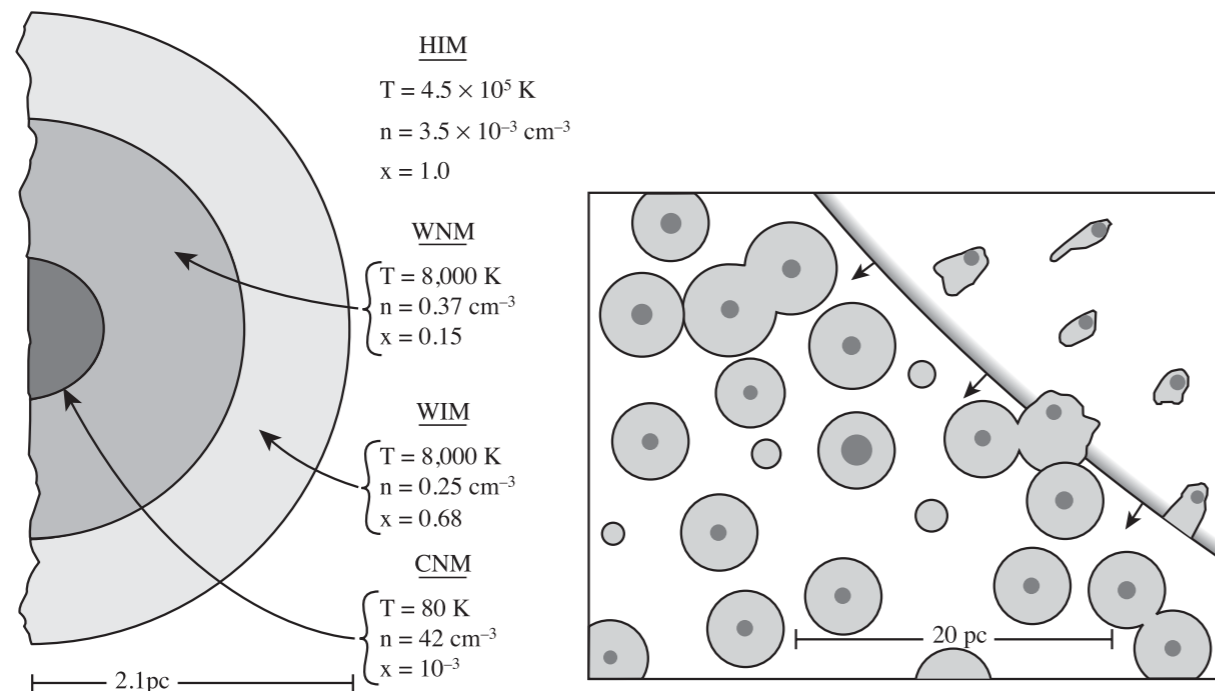 HIM
T = 4.5 × 10⁵ K
n = 3.5 × 10⁻³ cm⁻³
x = 1.0
WNM
T = 8,000 K
n = 0.37 cm⁻³
x = 0.15
WIM
T = 8,000 K
n = 0.25 cm⁻³
x = 0.68
CNM
T = 80 K
n = 42 cm⁻³
x = 10⁻³
2.1pc
20 pc